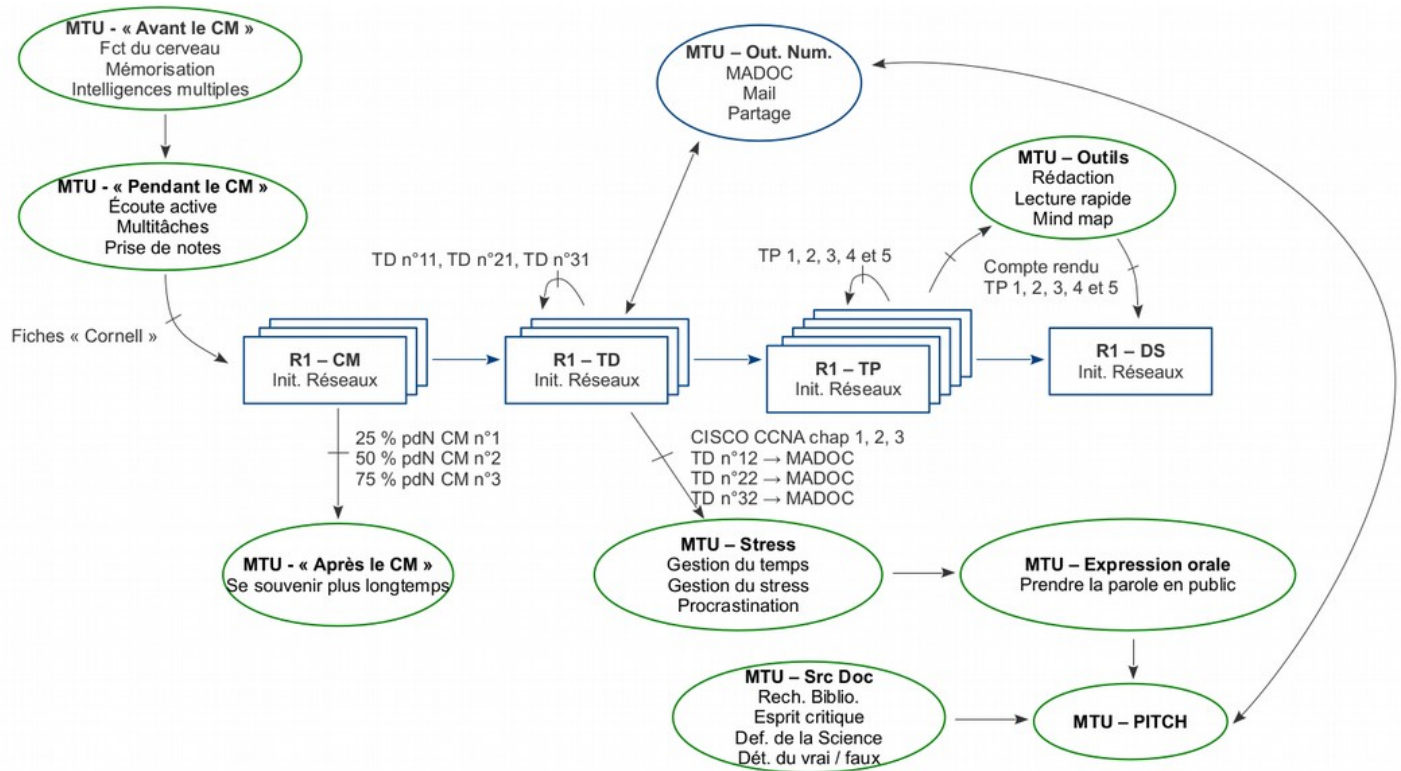 MTU - « Avant le CM »
Fct du cerveau
Mémorisation
Intelligences multiples
MTU – Out. Num.
MADOC
Mail
Partage
MTU - « Pendant le CM »
Écoute active
Multitâches
Prise de notes
MTU – Outils
Rédaction
Lecture rapide
Mind map
TD n°11, TD n°21, TD n°31
TP 1, 2, 3, 4 et 5
Compte rendu
TP 1, 2, 3, 4 et 5
Fiches « Cornell »
R1 – CM
Init. Réseaux
R1 – TD
Init. Réseaux
R1 – TP
Init. Réseaux
R1 – DS
Init. Réseaux
25 % pdN CM n°1
50 % pdN CM n°2
75 % pdN CM n°3
CISCO CCNA chap 1, 2, 3
TD n°12 → MADOC
TD n°22 → MADOC
TD n°32 → MADOC
MTU - « Après le CM »
Se souvenir plus longtemps
MTU – Stress
Gestion du temps
Gestion du stress
Procrastination
MTU – Expression orale
Prendre la parole en public
MTU – Src Doc
Rech. Biblio.
Esprit critique
Def. de la Science
Dét. du vrai / faux
MTU – PITCH